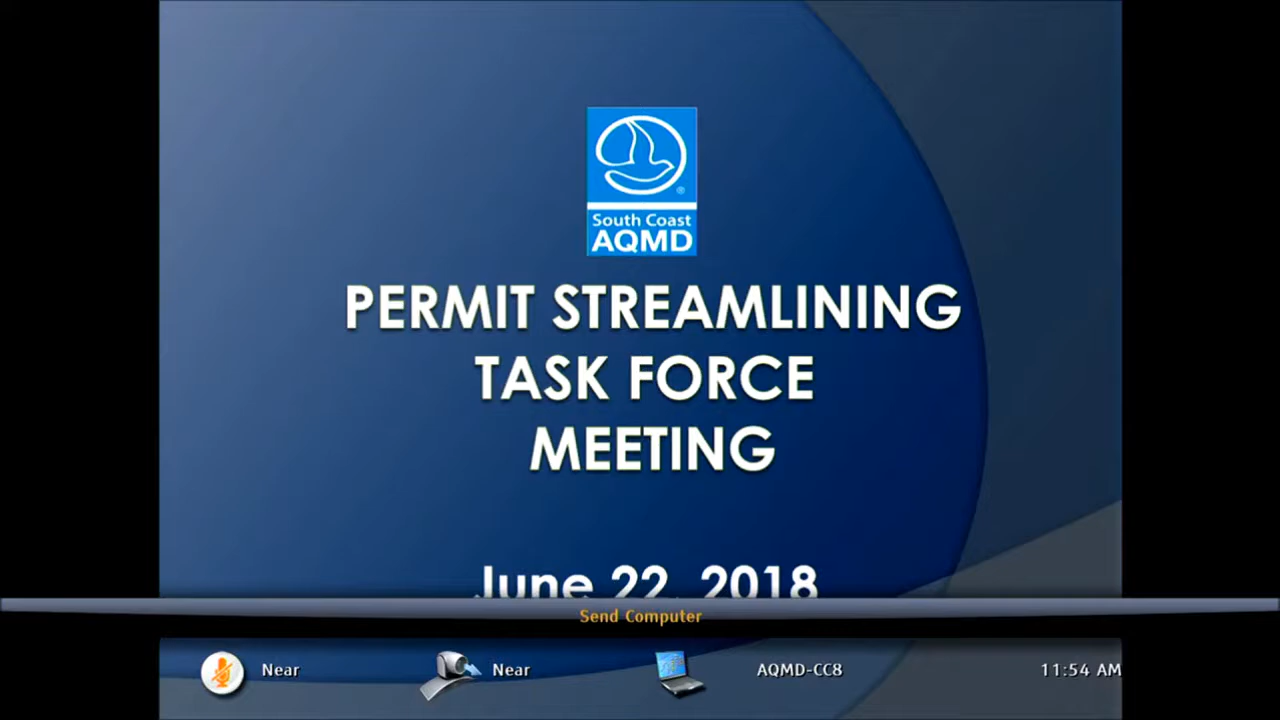 South Coast
AQMD
PERMIT STREAMLINING
TASK FORCE
MEETING
June 22, 2018
Send Computer
Near
Near
AQMD-CC8
11:54 AM